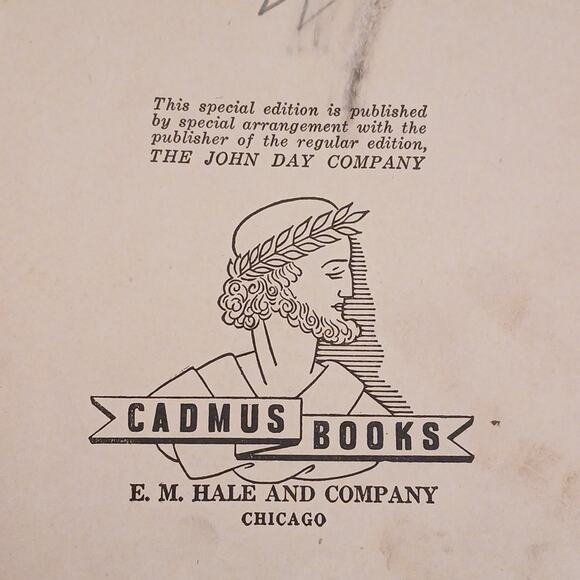 This special edition is published
by special arrangement with the
publisher of the regular edition,
THE JOHN DAY COMPANY
CADMUS BOOKS
E. M. HALE AND COMPANY
CHICAGO